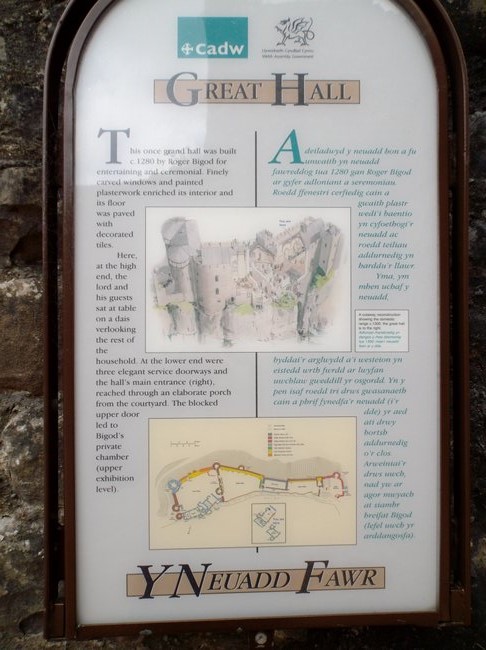 Cadw
GREAT HALL
This once grand hall was built
c.1280 by Roger Bigod for
entertaining and ceremonial. Finely
carved windows and painted
plasterwork enriched its interior and
its floor
was paved
with
decorated
tiles.
Here,
at the high
end, the
lord and
his guests
sat at table
on a dais
verlooking
the rest of
the
household. At the lower end were
three elegant service doorways and
the hall's main entrance (right),
reached through an elaborate porch
from the courtyard. The blocked
upper door
led to
Bigod's
private
chamber
(upper
exhibition
level).
Adeiladwyd y neuadd hon a fu
unwaith yn neuadd
fawreddog tua 1280 gan Roger Bigod
ar gyfer adloniant a seremoniau.
Roedd ffenestri cerfiedig cain a
gwaith plastr
wedi'i baentio
yn cyfoethogi'r
neuadd ac
roedd teiliau
addurnedig yn
harddu'r llawr.
Yma, ym
mhen uchaf y
neuadd,
byddai'r arglwydd a'i westeion yn
eistedd wrth fwrdd ar lwyfan
uwchlaw gweddill yr osgordd. Yn y
pen isaf roedd tri drws gwasanaeth
cain a phrif fynedfa'r neuadd (i'r
dde) yr aed
ati drwy
bortsh
addurnedig
o'r clos.
Arweiniai'r
drws uwch,
nad yw ar
agor mwyach
at siambr
breifat Bigod
(lefel uwch yr
arddangosfa).
Y NEUADD FAWR